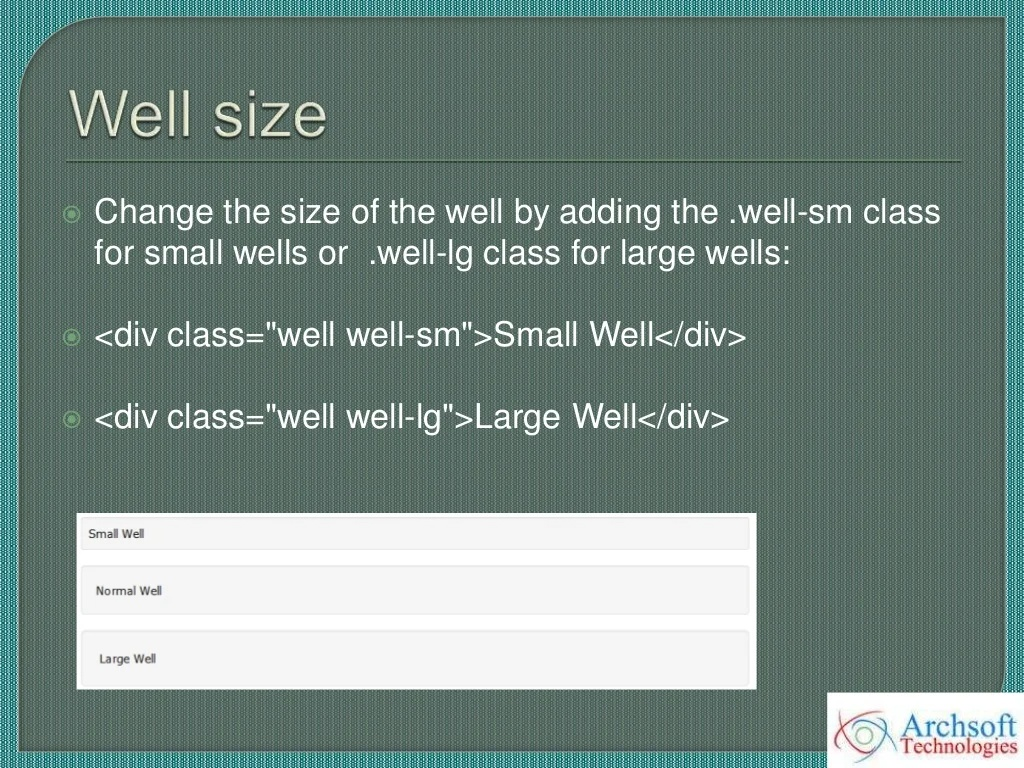 Well size
Change the size of the well by adding the .well-sm class
for small wells or  .well-lg class for large wells:
<div class="well well-sm">Small Well</div>
<div class="well well-lg">Large Well</div>
Small Well
Normal Well
Large Well
Archsoft
Technologies